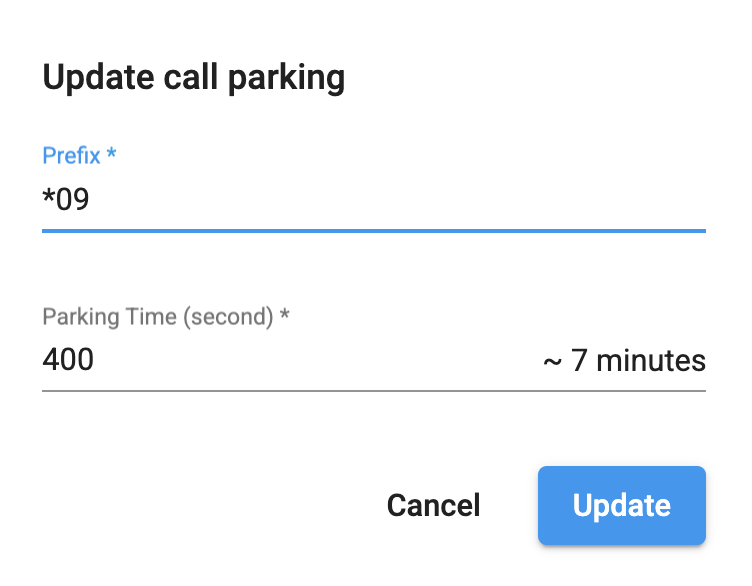 Update call parking
Prefix *
*09
Parking Time (second) *
400 ~ 7 minutes
Cancel Update